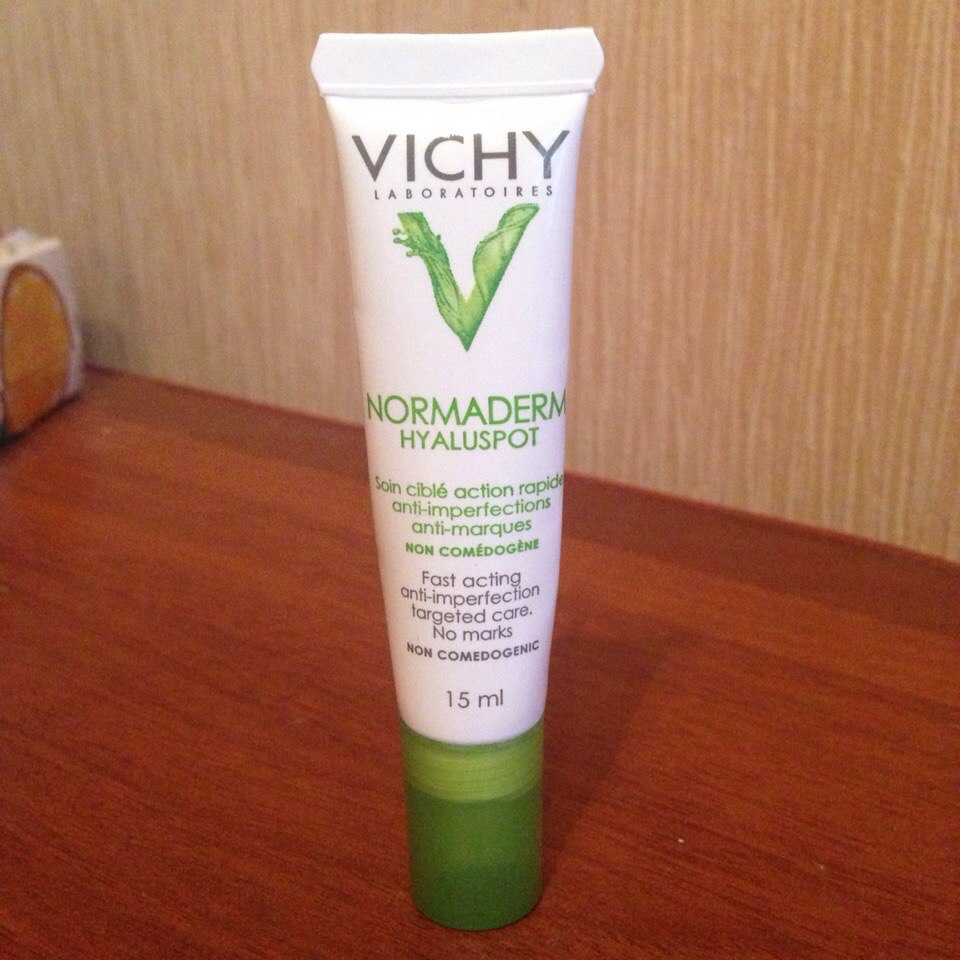 VICHY
LABORATOIRES
NORMADERM
HYALUSPOT
Soin ciblé action rapide
anti-imperfections
anti-marques
NON COMÉDOGÈNE
Fast acting
anti-imperfection
targeted care.
No marks
NON COMEDOGENIC
15 ml